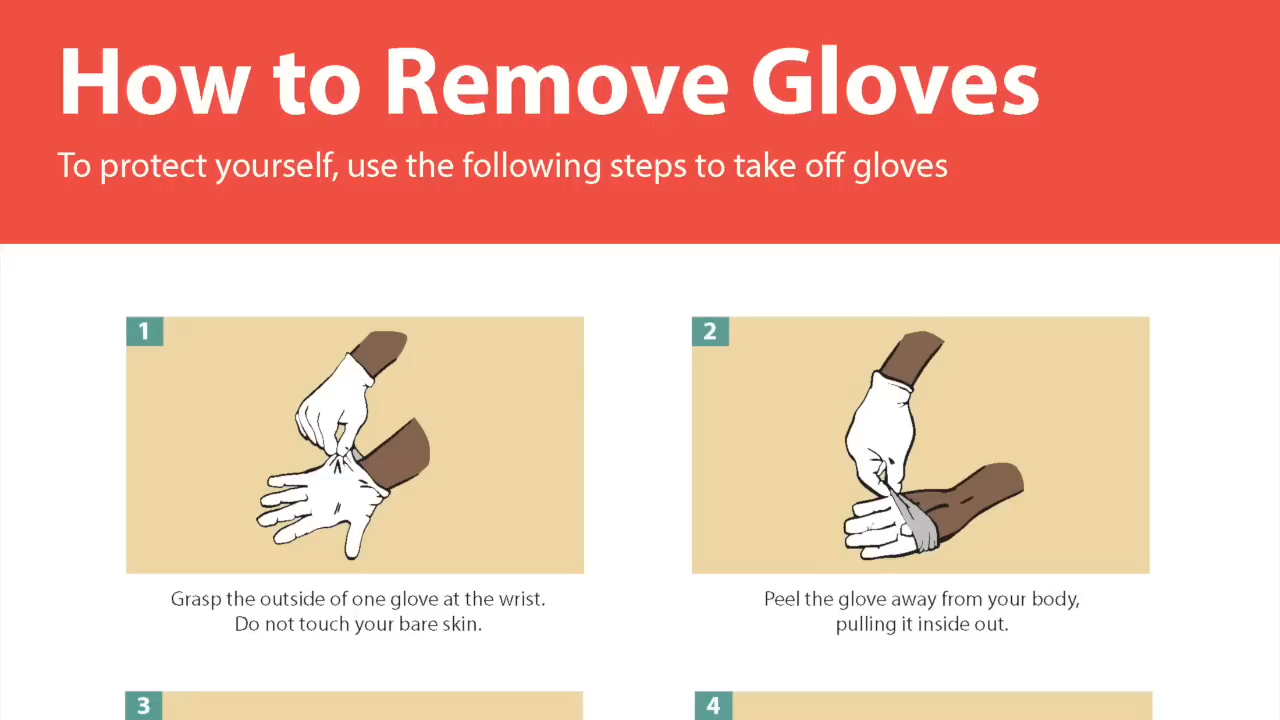 How to Remove Gloves
To protect yourself, use the following steps to take off gloves
1
2
Grasp the outside of one glove at the wrist.
Do not touch your bare skin.
Peel the glove away from your body,
pulling it inside out.
3
4